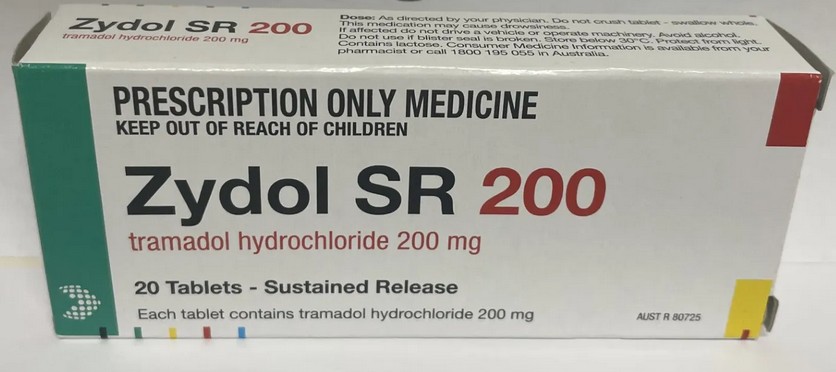 Zydol SR 200
tramadol hydrochloride 200 mg
Dose: As directed by your physician. Do not crush tablet - swallow whole.
This medication may cause drowsiness.
If affected do not drive a vehicle or operate machinery. Avoid alcohol.
Do not use if blister seal is broken. Store below 30°C. Protect from light.
Contains lactose. Consumer Medicine Information is available from your
pharmacist or call 1800 195 055 in Australia.
PRESCRIPTION ONLY MEDICINE
KEEP OUT OF REACH OF CHILDREN
Zydol SR 200
tramadol hydrochloride 200 mg
20 Tablets - Sustained Release
Each tablet contains tramadol hydrochloride 200 mg
AUST R 80725